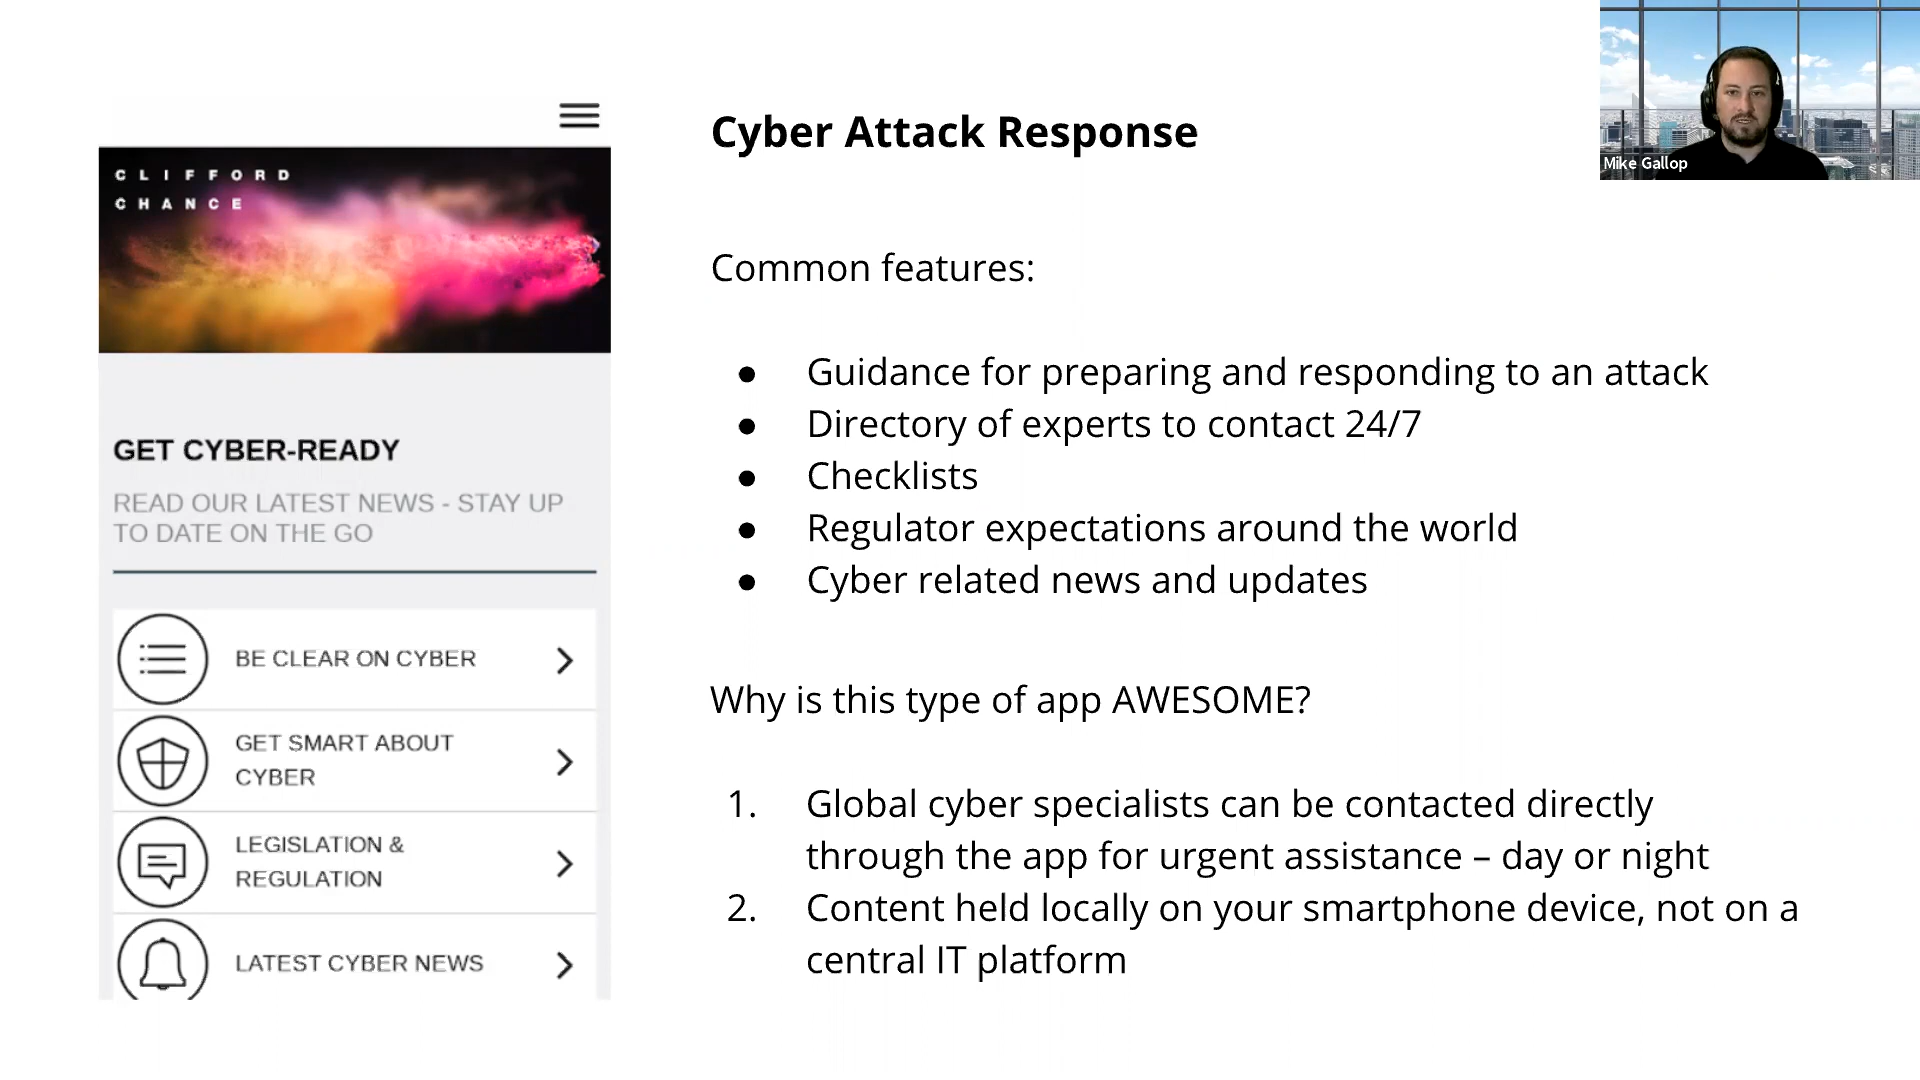 CLIFFORD
CHANCE
GET CYBER-READY
READ OUR LATEST NEWS - STAY UP
TO DATE ON THE GO
BE CLEAR ON CYBER
GET SMART ABOUT
CYBER
LEGISLATION &
REGULATION
LATEST CYBER NEWS
Cyber Attack Response
Common features:
● Guidance for preparing and responding to an attack
● Directory of experts to contact 24/7
● Checklists
● Regulator expectations around the world
● Cyber related news and updates
Why is this type of app AWESOME?
1. Global cyber specialists can be contacted directly
through the app for urgent assistance – day or night
2. Content held locally on your smartphone device, not on a
central IT platform
Mike Gallop